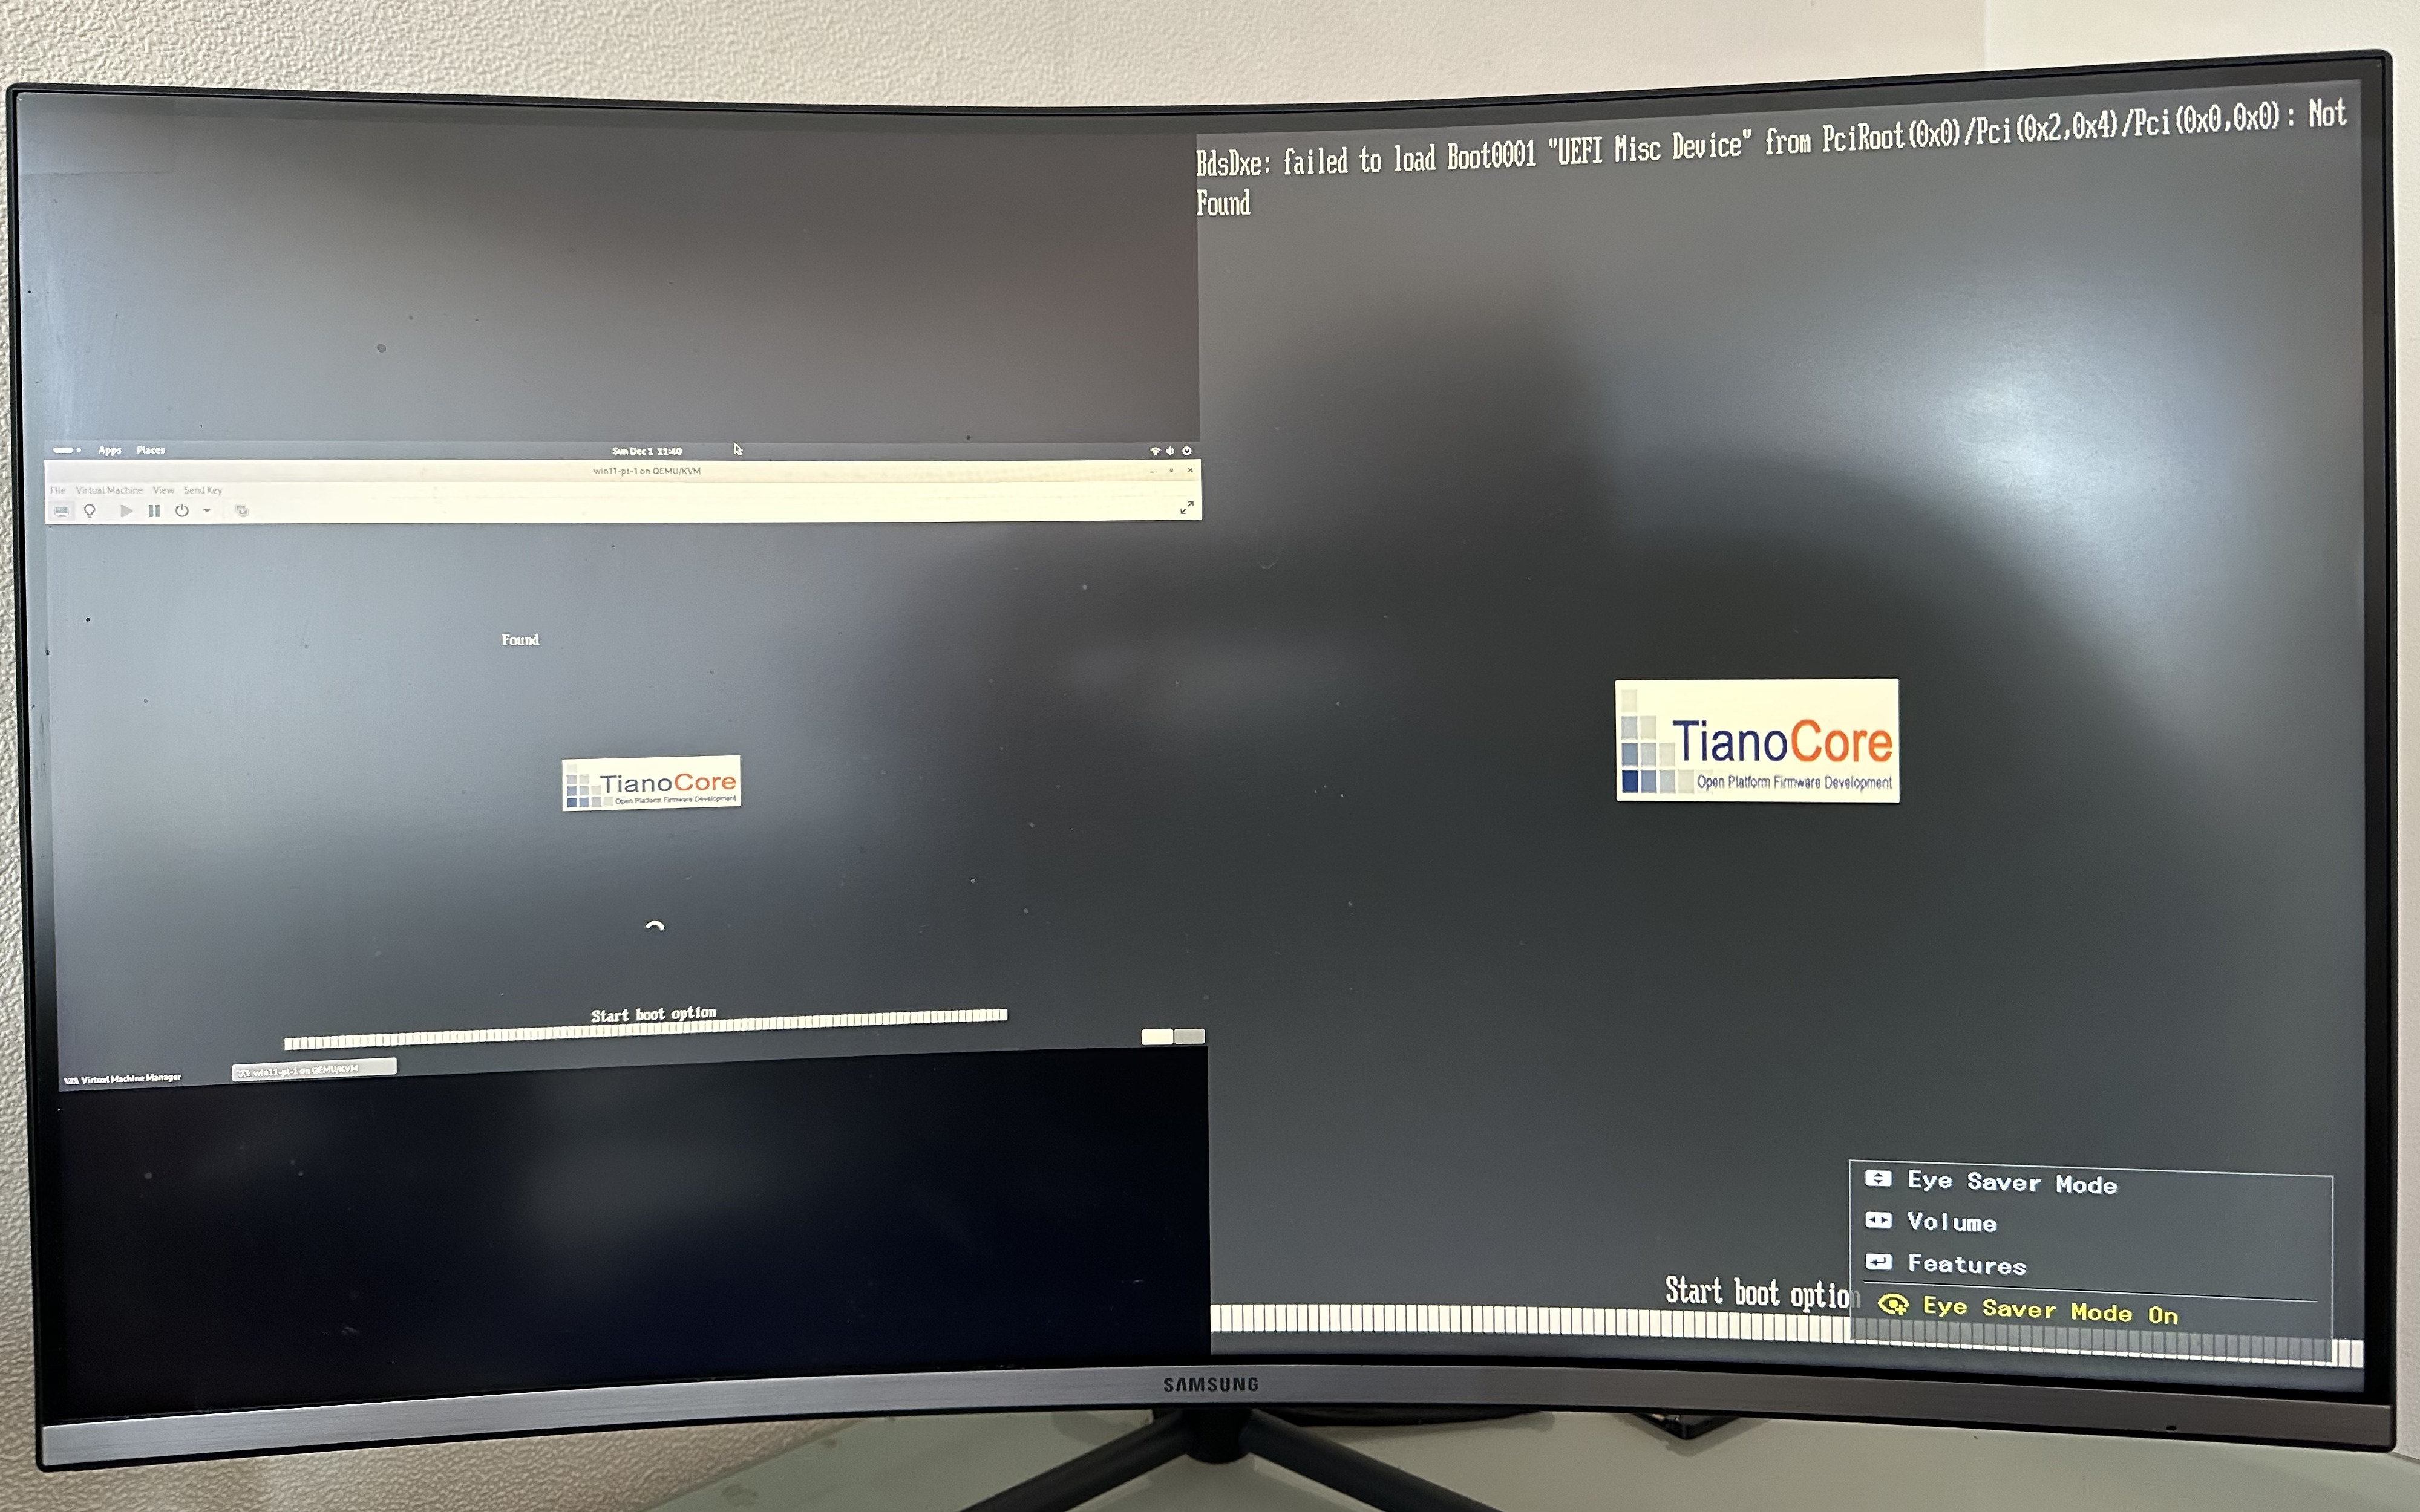 BdsDxe: failed to load Boot0001 "UEFI Misc Device" from PciRoot(0x0)/Pci(0x2,0x4)/Pci(0x0,0x0): Not
Found
Apps Places
Sun Dec 1 11:40
win11-pt-1 on QEMU/KVM
File Virtual Machine View Send Key
Found
TianoCore
Open Platform Firmware Development
Start boot option
Virtual Machine Manager
win11-pt-1 on QEMU/KVM
TianoCore
Open Platform Firmware Development
Start boot option
Eye Saver Mode
Volume
Features
Eye Saver Mode On
SAMSUNG